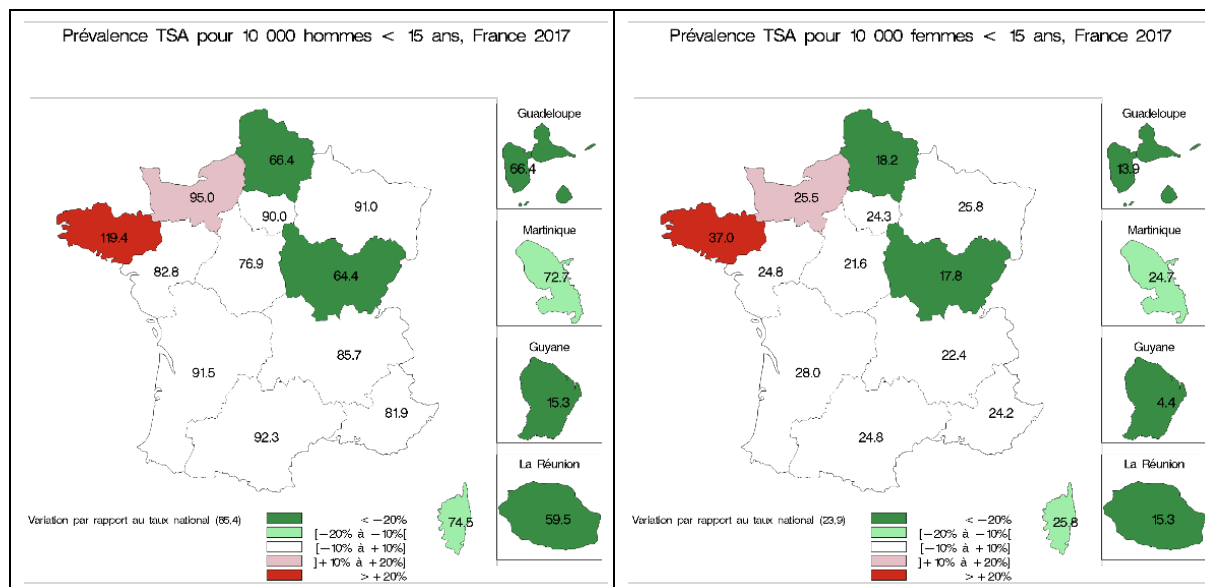 Prévalence TSA pour 10 000 hommes < 15 ans, France 2017
Guadeloupe
66.4
66.4
95.0
90.0
91.0
119.4
Martinique
82.8
76.9
64.4
72.7
Guyane
85.7
91.5
15.3
81.9
92.3
La Réunion
Variation par rapport au taux national (85,4)
74.5
59.5
< -20%
[-20% à -10%[
[-10% à +10%]
]+10% à +20%]
> +20%
Prévalence TSA pour 10 000 femmes < 15 ans, France 2017
Guadeloupe
18.2
13.9
25.5
24.3
25.8
37.0
Martinique
24.8
21.6
17.8
24.7
Guyane
22.4
28.0
4.4
24.2
24.8
La Réunion
Variation par rapport au taux national (23,9)
25.8
15.3
< -20%
[-20% à -10%[
[-10% à +10%]
]+10% à +20%]
> +20%